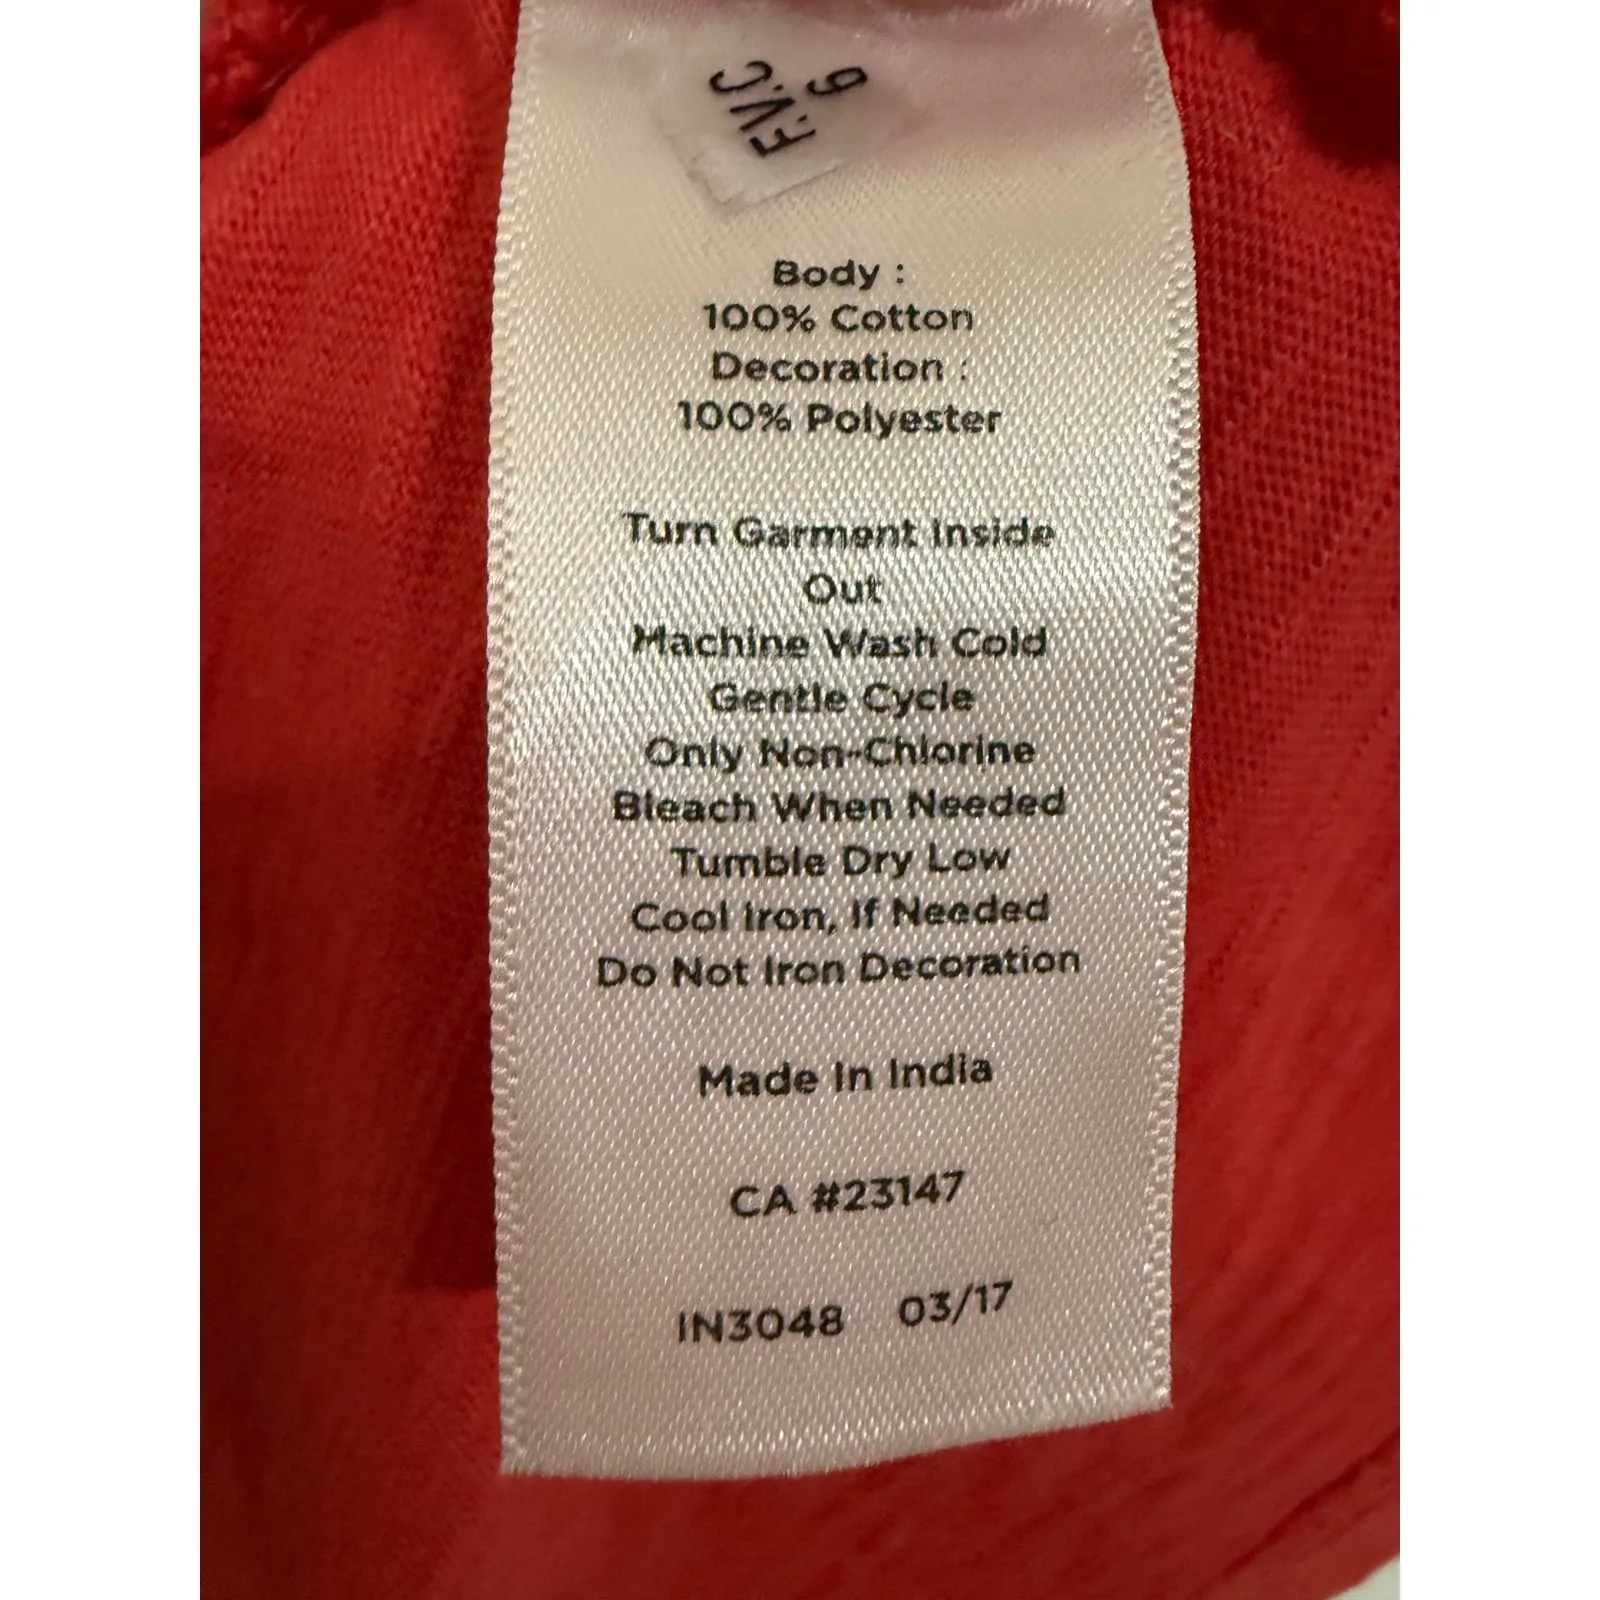 Body :
100% Cotton
Decoration :
100% Polyester
Turn Garment Inside
Out
Machine Wash Cold
Gentle Cycle
Only Non-Chlorine
Bleach When Needed
Tumble Dry Low
Cool Iron, If Needed
Do Not Iron Decoration
Made In India
CA #23147
IN3048 03/17